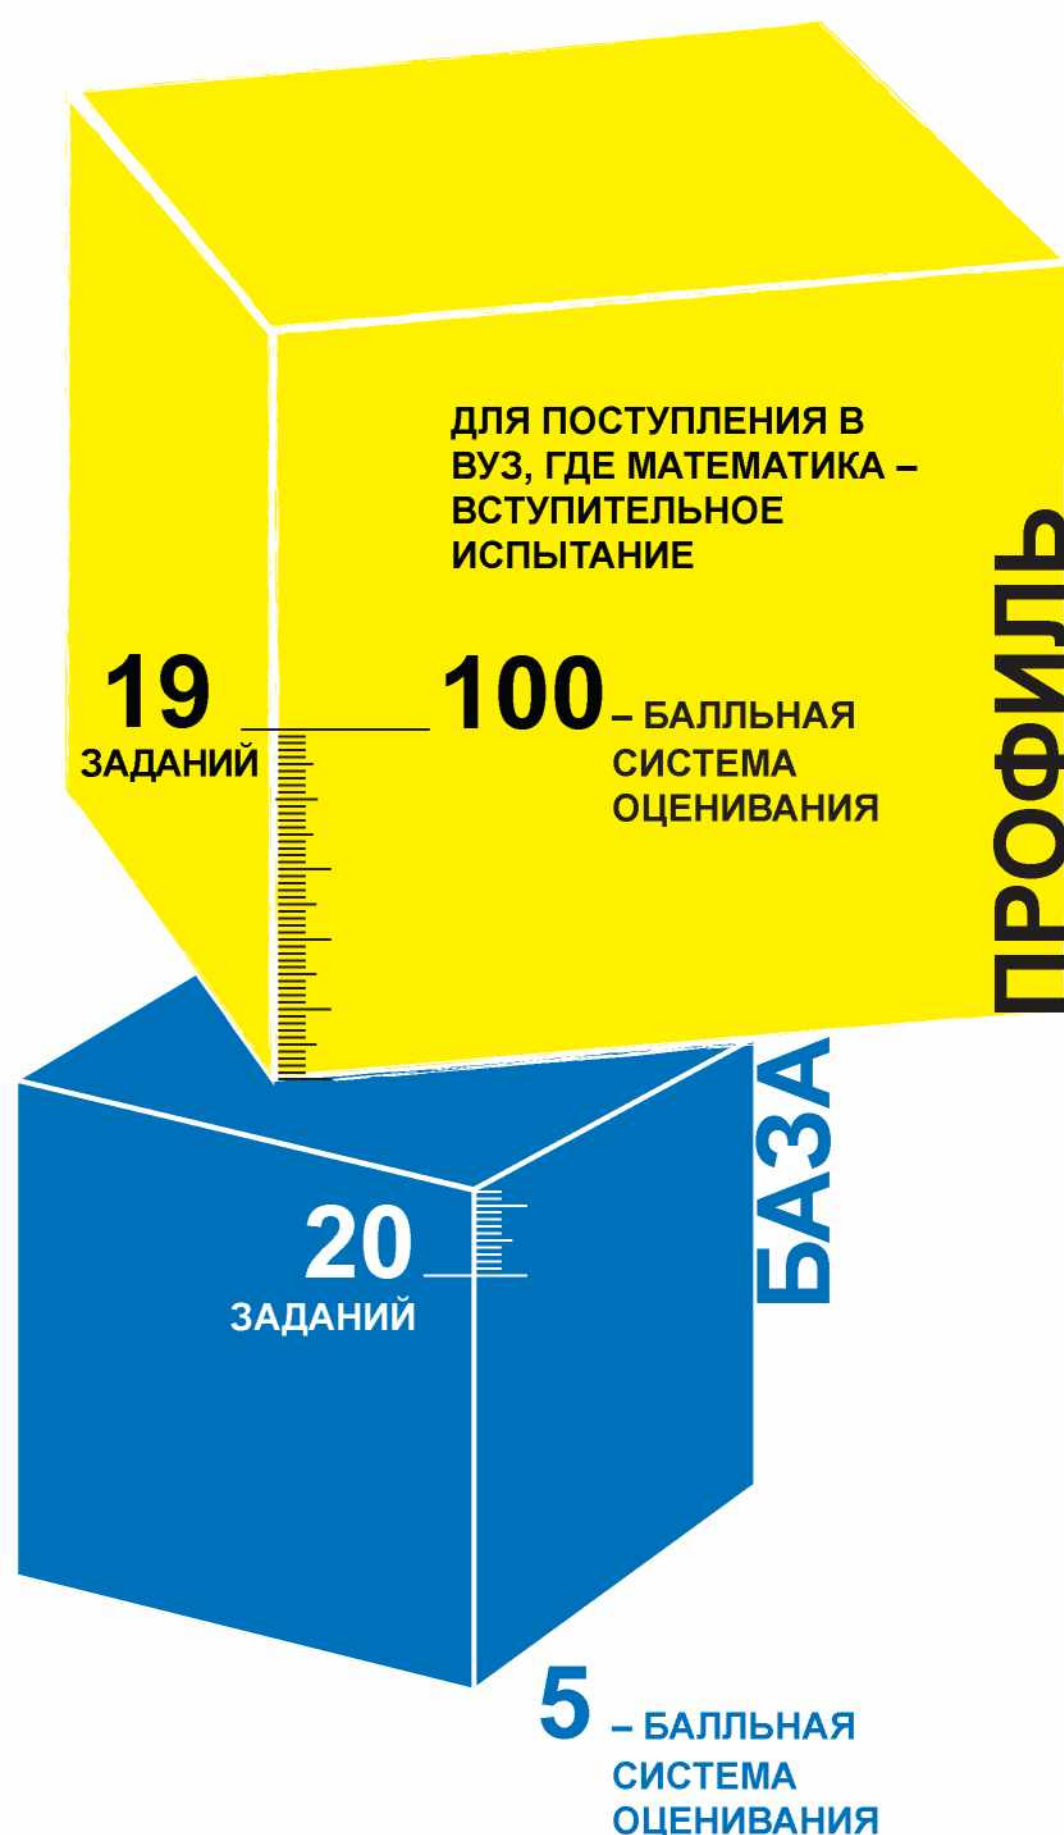 ДЛЯ ПОСТУПЛЕНИЯ В
ВУЗ, ГДЕ МАТЕМАТИКА –
ВСТУПИТЕЛЬНОЕ
ИСПЫТАНИЕ
19
ЗАДАНИЙ
100 – БАЛЛЬНАЯ
СИСТЕМА
ОЦЕНИВАНИЯ
ПРОФИЛЬ
БАЗА
20
ЗАДАНИЙ
5 – БАЛЛЬНАЯ
СИСТЕМА
ОЦЕНИВАНИЯ